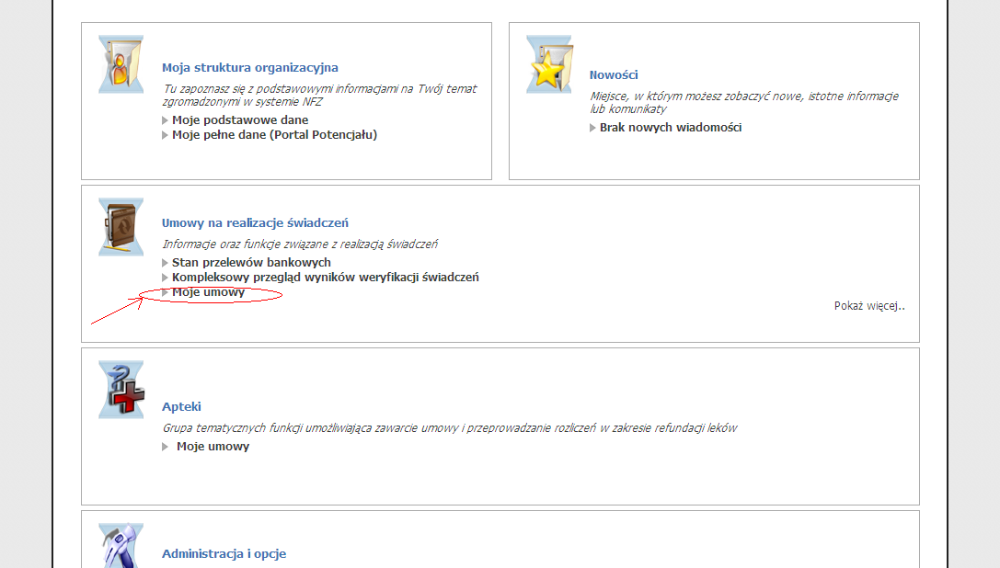 Moja struktura organizacyjna
Tu zapoznasz się z podstawowymi informacjami na Twój temat
zgromadzonymi w systemie NFZ
Moje podstawowe dane
Moje pełne dane (Portal Potencjału)
Nowości
Miejsce, w którym możesz zobaczyć nowe, istotne informacje
lub komunikaty
Brak nowych wiadomości
Umowy na realizacje świadczeń
Informacje oraz funkcje związane z realizacją świadczeń
Stan przelewów bankowych
Kompleksowy przegląd wyników weryfikacji świadczeń
Moje umowy
Pokaż więcej..
Apteki
Grupa tematycznych funkcji umożliwiająca zawarcie umowy i przeprowadzanie rozliczeń w zakresie refundacji leków
Moje umowy
Administracja i opcje